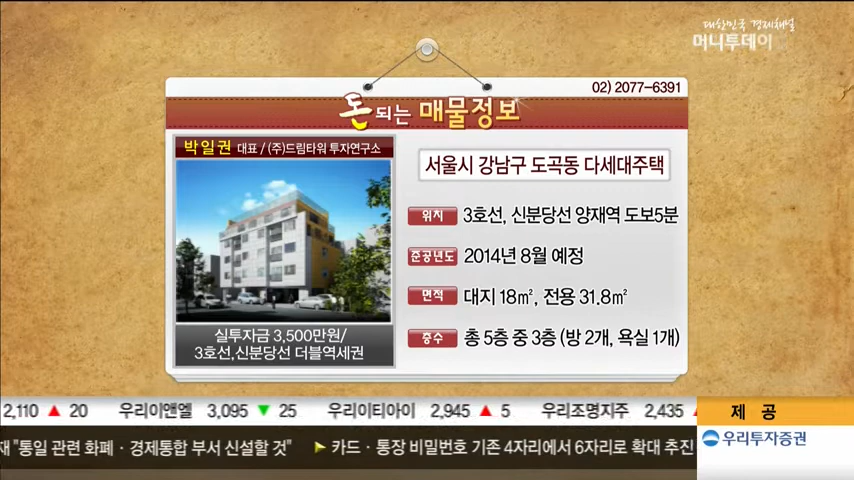 대한민국 경제채널
머니투데이
02) 2077-6391
돈 되는 매물정보
박일권 대표 / (주)드림타워 투자연구소
실투자금 3,500만원/
3호선,신분당선 더블역세권
서울시 강남구 도곡동 다세대주택
위치 3호선, 신분당선 양재역 도보5분
준공년도 2014년 8월 예정
면적 대지 18㎡, 전용 31.8㎡
층수 총 5층 중 3층 (방 2개, 욕실 1개)
2,110 ▲ 20 우리이앤엘 3,095 ▼ 25 우리이티아이 2,945 ▲ 5 우리조명지주 2,435 ▲
제 공
"통일 관련 화폐·경제통합 부서 신설할 것" ▶ 카드·통장 비밀번호 기존 4자리에서 6자리로 확대 추진
우리투자증권